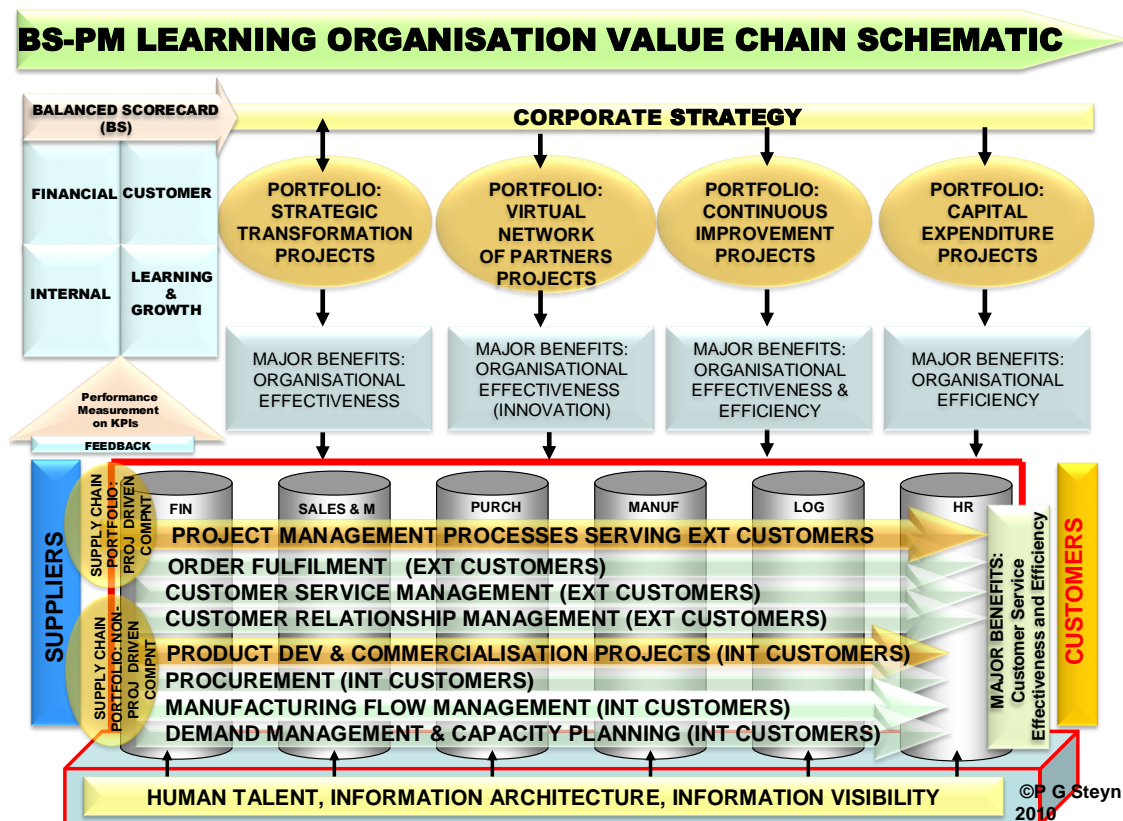 BS-PM LEARNING ORGANISATION VALUE CHAIN SCHEMATIC
BALANCED SCORECARD
(BS)
CORPORATE STRATEGY
FINANCIAL
CUSTOMER
INTERNAL
LEARNING
&
GROWTH
PORTFOLIO:
STRATEGIC
TRANSFORMATION
PROJECTS
PORTFOLIO:
VIRTUAL
NETWORK
OF PARTNERS
PROJECTS
PORTFOLIO:
CONTINUOUS
IMPROVEMENT
PROJECTS
PORTFOLIO:
CAPITAL
EXPENDITURE
PROJECTS
MAJOR BENEFITS:
ORGANISATIONAL
EFFECTIVENESS
MAJOR BENEFITS:
ORGANISATIONAL
EFFECTIVENESS
(INNOVATION)
MAJOR BENEFITS:
ORGANISATIONAL
EFFECTIVENESS &
EFFICIENCY
MAJOR BENEFITS:
ORGANISATIONAL
EFFICIENCY
Performance
Measurement
on KPIs
FEEDBACK
SUPPLIERS
SUPPLY CHAIN
PORTFOLIO:
PROJ DRIVEN
COMPNT
SUPPLY CHAIN
PORTFOLIO: NON-
PROJ DRIVEN
COMPNT
FIN
SALES & M
PURCH
MANUF
LOG
HR
PROJECT MANAGEMENT PROCESSES SERVING EXT CUSTOMERS
ORDER FULFILMENT (EXT CUSTOMERS)
CUSTOMER SERVICE MANAGEMENT (EXT CUSTOMERS)
CUSTOMER RELATIONSHIP MANAGEMENT (EXT CUSTOMERS)
PRODUCT DEV & COMMERCIALISATION PROJECTS (INT CUSTOMERS)
PROCUREMENT (INT CUSTOMERS)
MANUFACTURING FLOW MANAGEMENT (INT CUSTOMERS)
DEMAND MANAGEMENT & CAPACITY PLANNING (INT CUSTOMERS)
MAJOR BENEFITS:
Customer Service
Effectiveness and Efficiency
CUSTOMERS
HUMAN TALENT, INFORMATION ARCHITECTURE, INFORMATION VISIBILITY
©P G Steyn
2010